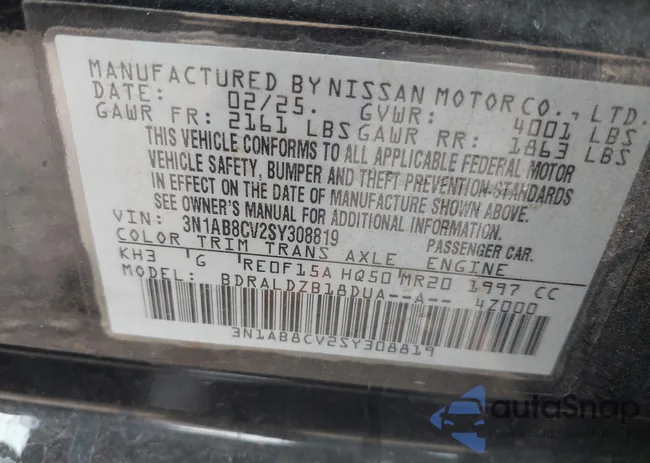 MANUFACTURED BY NISSAN MOTOR CO., LTD.
DATE: 02/25. GVWR: 4001 LBS
GAWR FR: 2161 LBS GAWR RR: 1863 LBS
THIS VEHICLE CONFORMS TO ALL APPLICABLE FEDERAL MOTOR
VEHICLE SAFETY, BUMPER AND THEFT PREVENTION STANDARDS
IN EFFECT ON THE DATE OF MANUFACTURE SHOWN ABOVE.
SEE OWNER'S MANUAL FOR ADDITIONAL INFORMATION.
VIN: 3N1AB8CV2SY308819 PASSENGER CAR.
COLOR TRIM TRANS AXLE ENGINE
KH3 G RE0F15A HQ50 MR20 1997 CC
MODEL: BDRALDZB18DUA--A-- 4Z000
3N1AB8CV2SY308819
autoSnap